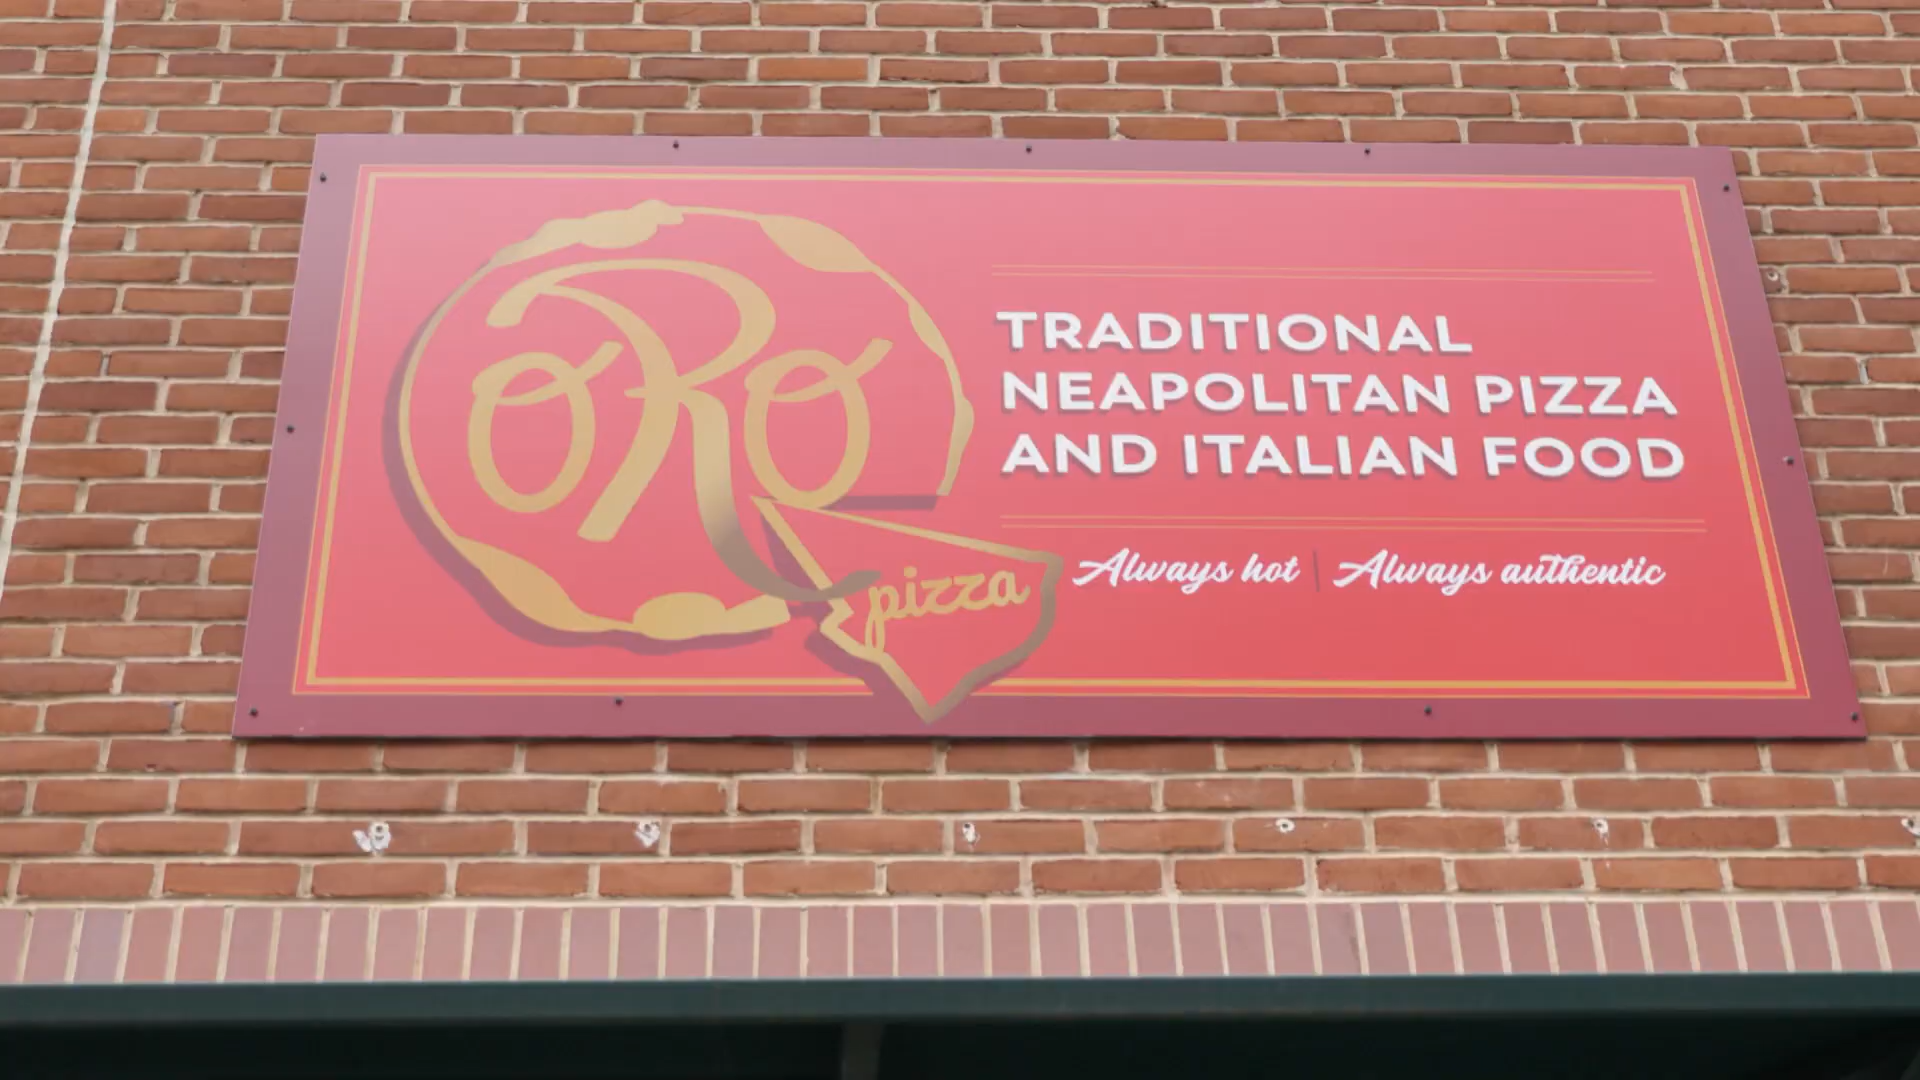 oRo
pizza
TRADITIONAL
NEAPOLITAN PIZZA
AND ITALIAN FOOD
Always hot | Always authentic